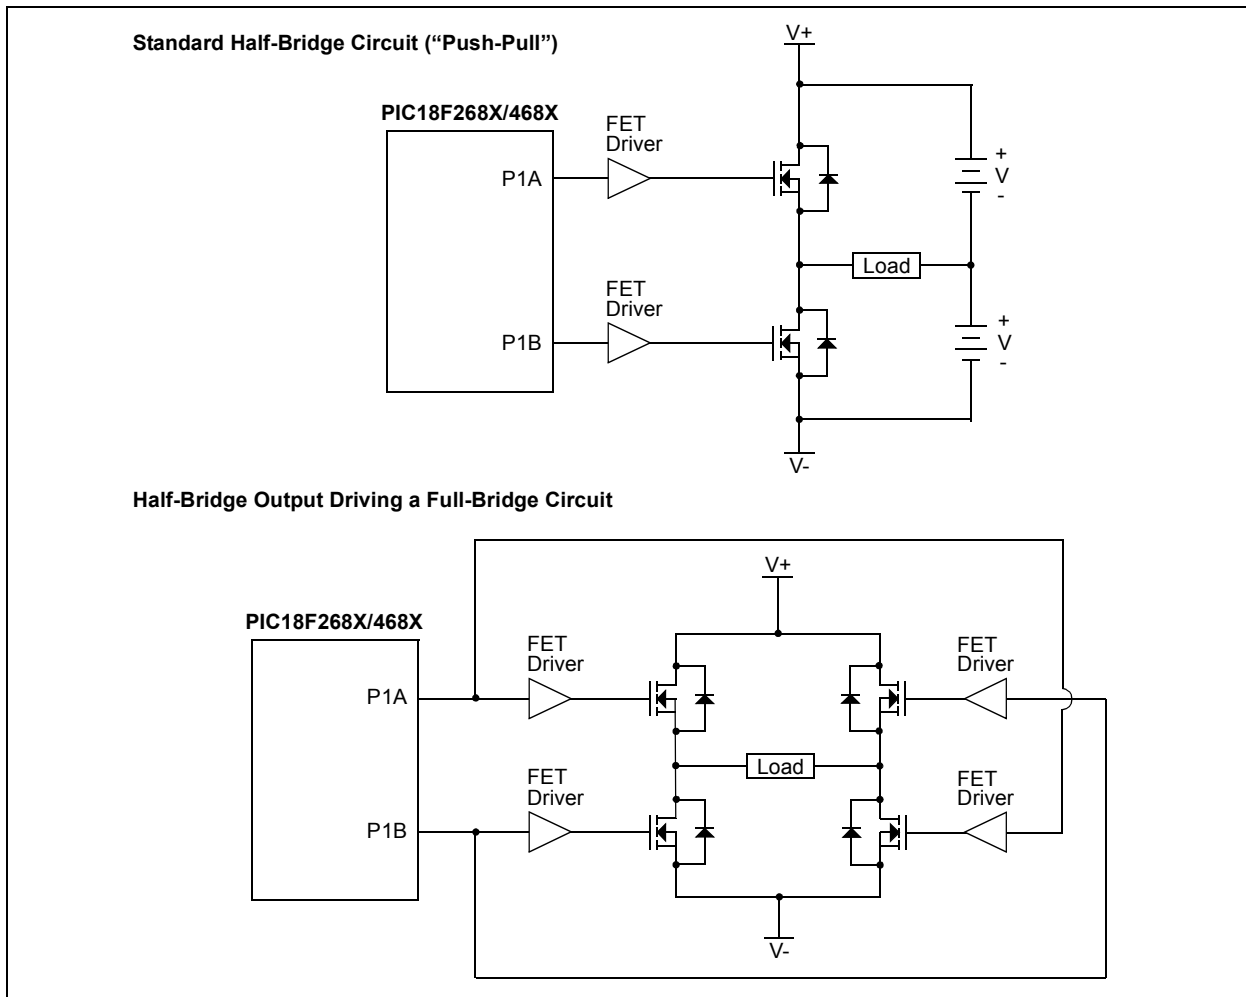 Standard Half-Bridge Circuit (“Push-Pull”)
V+
PIC18F268X/468X
FET
Driver
P1A
+
V
-
Load
FET
Driver
P1B
+
V
-
V-
Half-Bridge Output Driving a Full-Bridge Circuit
V+
PIC18F268X/468X
FET
Driver
FET
Driver
P1A
Load
FET
Driver
FET
Driver
P1B
V-